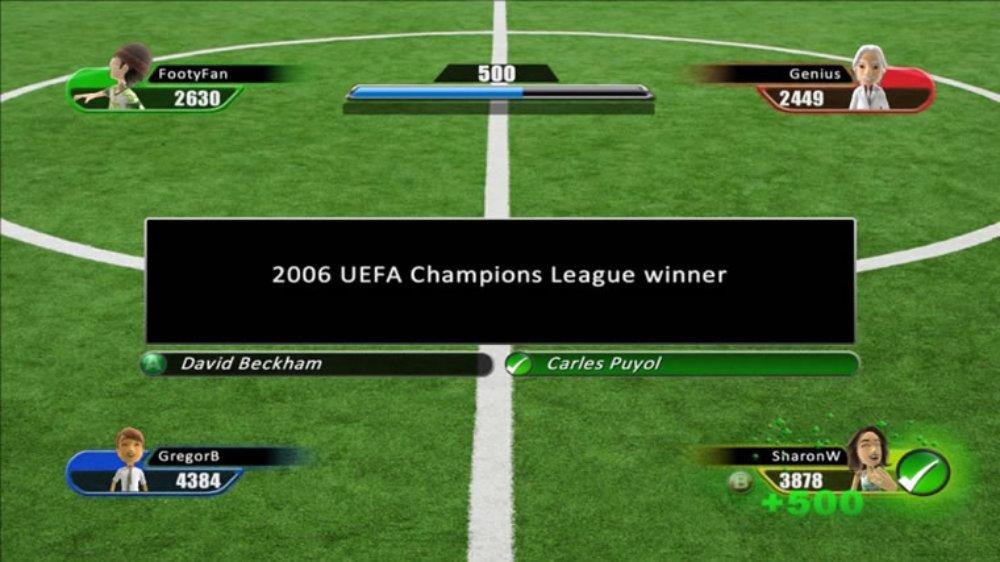 FootyFan
2630
500
Genius
2449
2006 UEFA Champions League winner
A David Beckham
Carles Puyol
GregorB
4384
SharonW
B 3878
+500